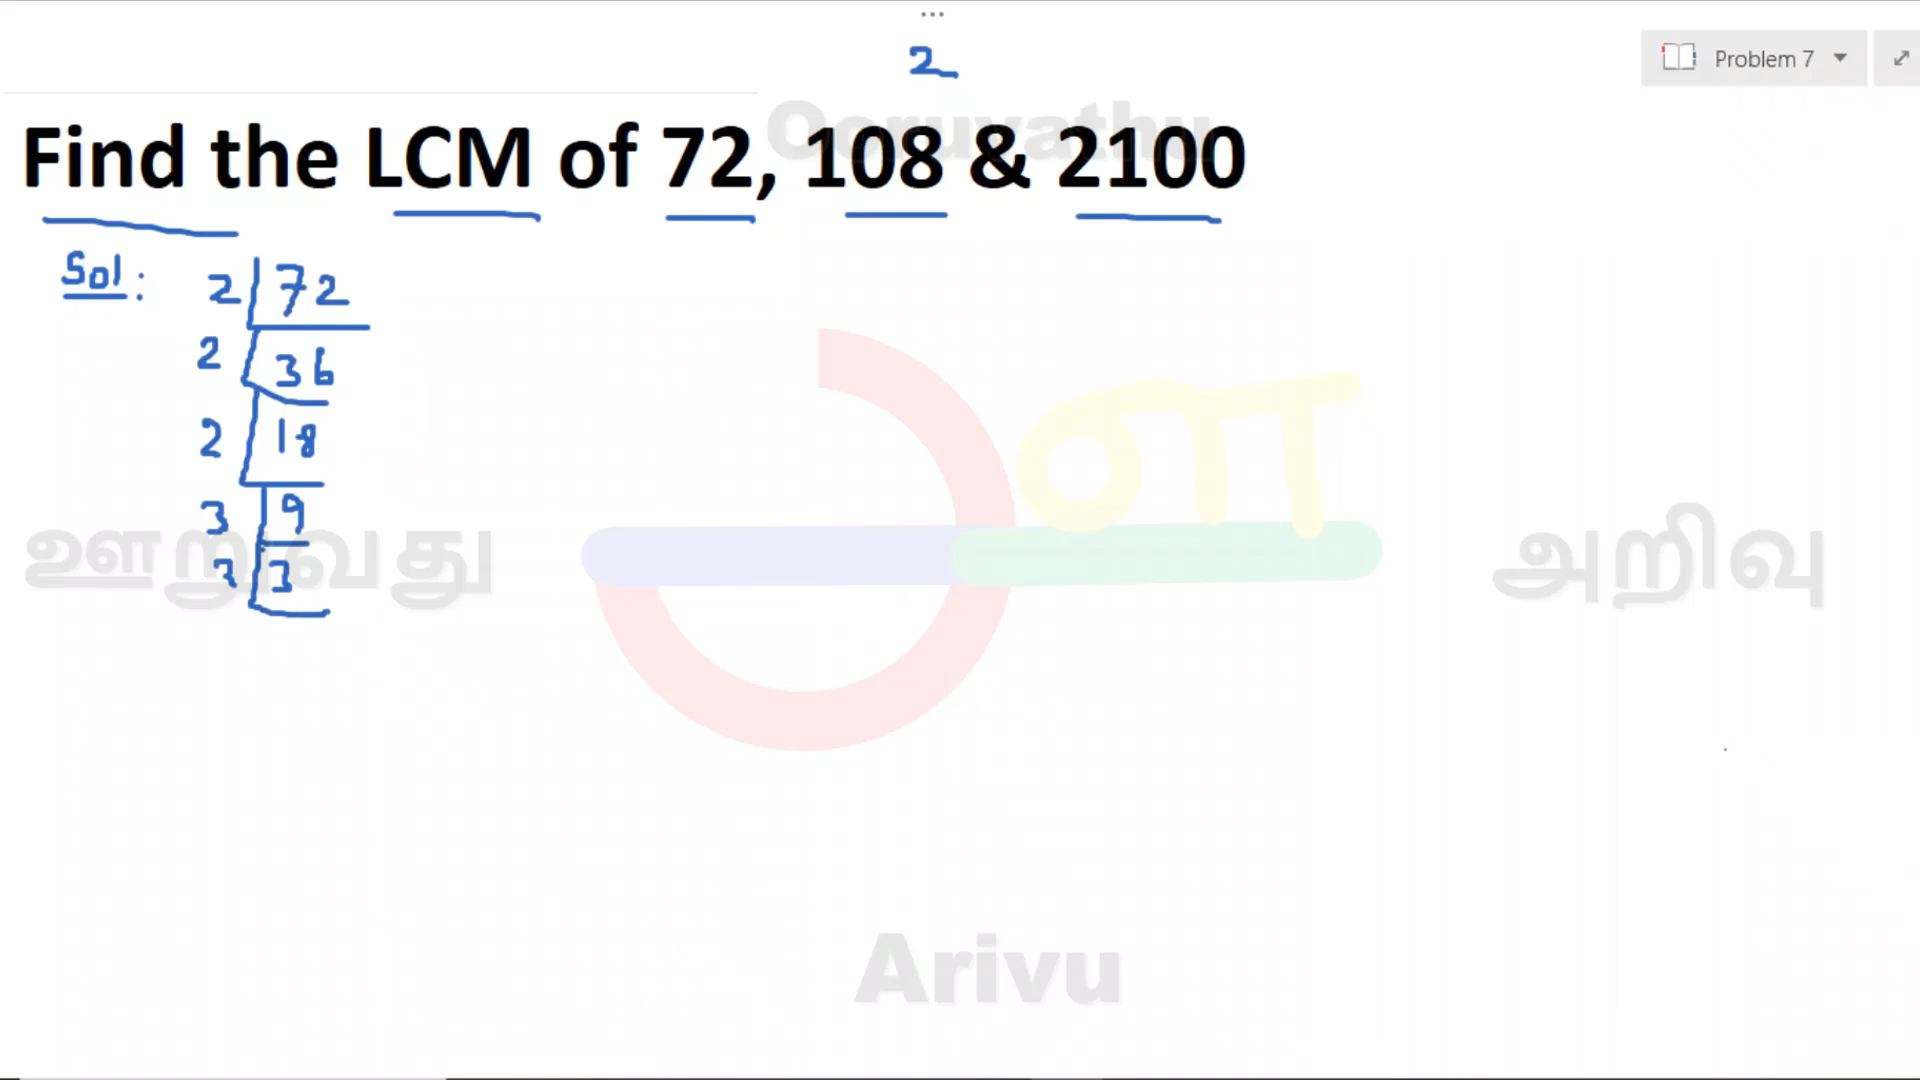 ...
2
Problem 7
Ooruvathu
Find the LCM of 72, 108 & 2100
Sol: 2 72
2 36
2 18
3 9
3 3
ஊறுவது அறிவு
Arivu